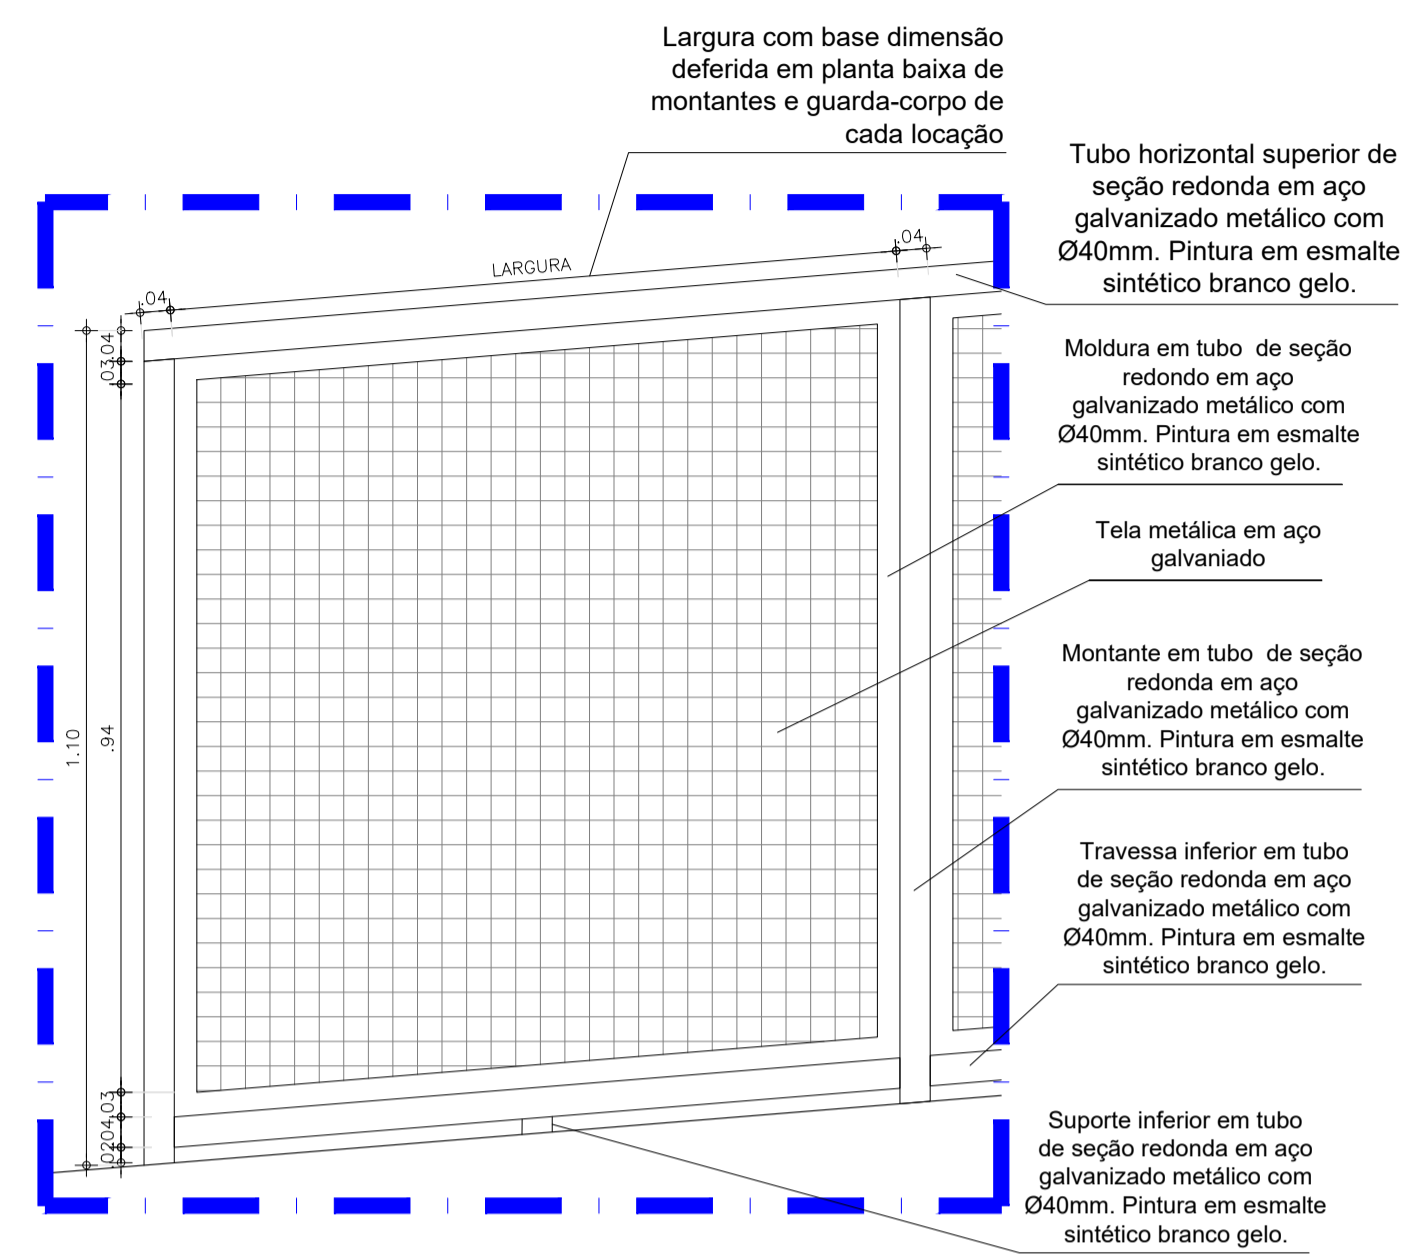 Largura com base dimensão
deferida em planta baixa de
montantes e guarda-corpo de
cada locação
Tubo horizontal superior de
seção redonda em aço
galvanizado metálico com
Ø40mm. Pintura em esmalte
sintético branco gelo.
.04
LARGURA
.04
.04
.03
Moldura em tubo de seção
redondo em aço
galvanizado metálico com
Ø40mm. Pintura em esmalte
sintético branco gelo.
Tela metálica em aço
galvaniado
Montante em tubo de seção
redonda em aço
galvanizado metálico com
Ø40mm. Pintura em esmalte
sintético branco gelo.
1.10
.94
Travessa inferior em tubo
de seção redonda em aço
galvanizado metálico com
Ø40mm. Pintura em esmalte
sintético branco gelo.
.03
.04
.02
Suporte inferior em tubo
de seção redonda em aço
galvanizado metálico com
Ø40mm. Pintura em esmalte
sintético branco gelo.